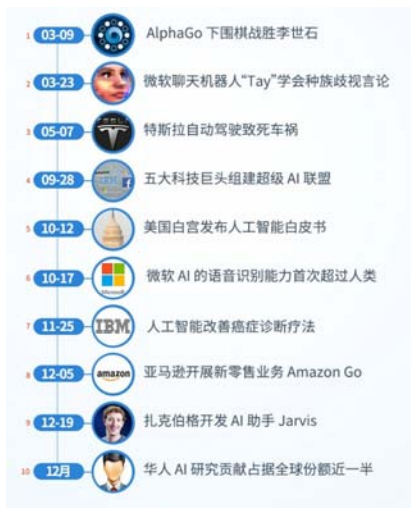 1 03-09 AlphaGo 下围棋战胜李世石
2 03-23 微软聊天机器人“Tay”学会种族歧视言论
3 05-07 TESLA 特斯拉自动驾驶致死车祸
4 09-28 五大科技巨头组建超级 AI 联盟
5 10-12 美国白宫发布人工智能白皮书
6 10-17 Microsoft 微软 AI 的语音识别能力首次超过人类
7 11-25 IBM 人工智能改善癌症诊断疗法
8 12-05 amazon 亚马逊开展新零售业务 Amazon Go
9 12-19 扎克伯格开发 AI 助手 Jarvis
10 12月 华人 AI 研究贡献占据全球份额近一半